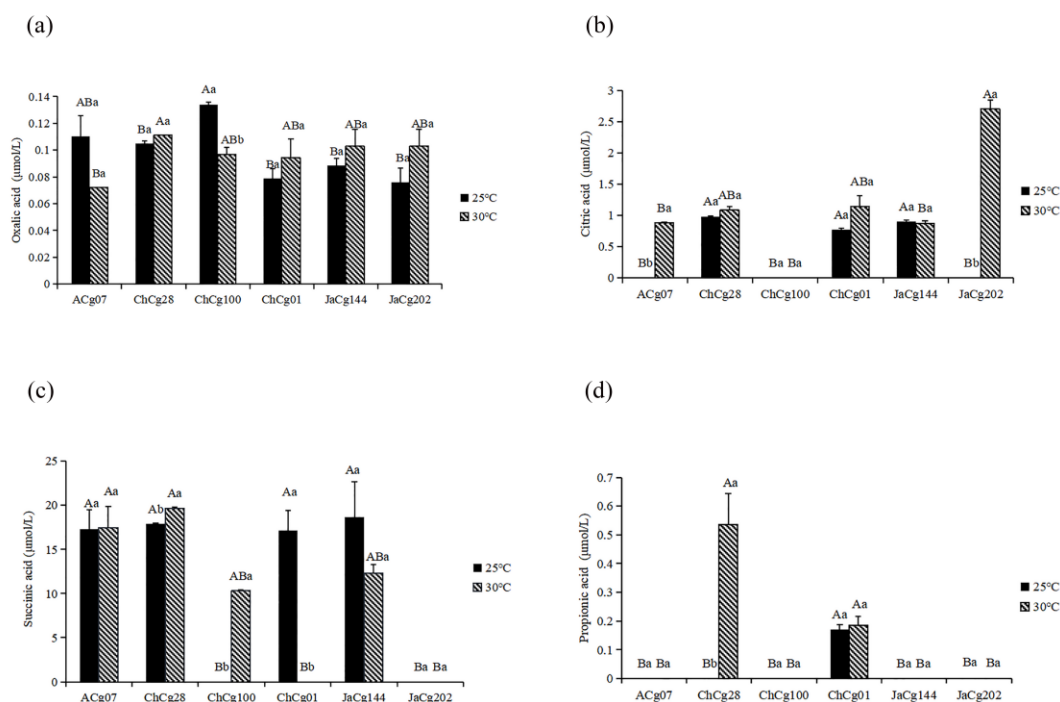 (a)
Oxalic acid (μmol/L)
0.14
0.12
0.1
0.08
0.06
0.04
0.02
0
ABa
Ba
Ba
Aa
Aa
ABb
Ba
ABa
Ba
ABa
Ba
ABa
ACg07 ChCg28 ChCg100 ChCg01 JaCg144 JaCg202
25°C
30°C
(b)
Citric acid (μmol/L)
3
2.5
2
1.5
1
0.5
0
Bb
Ba
Aa
ABa
Ba Ba
Aa
ABa
Aa
Ba
Bb
Aa
ACg07 ChCg28 ChCg100 ChCg01 JaCg144 JaCg202
25°C
30°C
(c)
Succinic acid (μmol/L)
25
20
15
10
5
0
Aa
Aa
Ab
Aa
Bb
ABa
Aa
Bb
Aa
ABa
Ba Ba
ACg07 ChCg28 ChCg100 ChCg01 JaCg144 JaCg202
25°C
30°C
(d)
Propionic acid (μmol/L)
0.7
0.6
0.5
0.4
0.3
0.2
0.1
0
Ba Ba
Bb
Aa
Ba Ba
Aa
Aa
Ba Ba
Ba Ba
ACg07 ChCg28 ChCg100 ChCg01 JaCg144 JaCg202
25°C
30°C